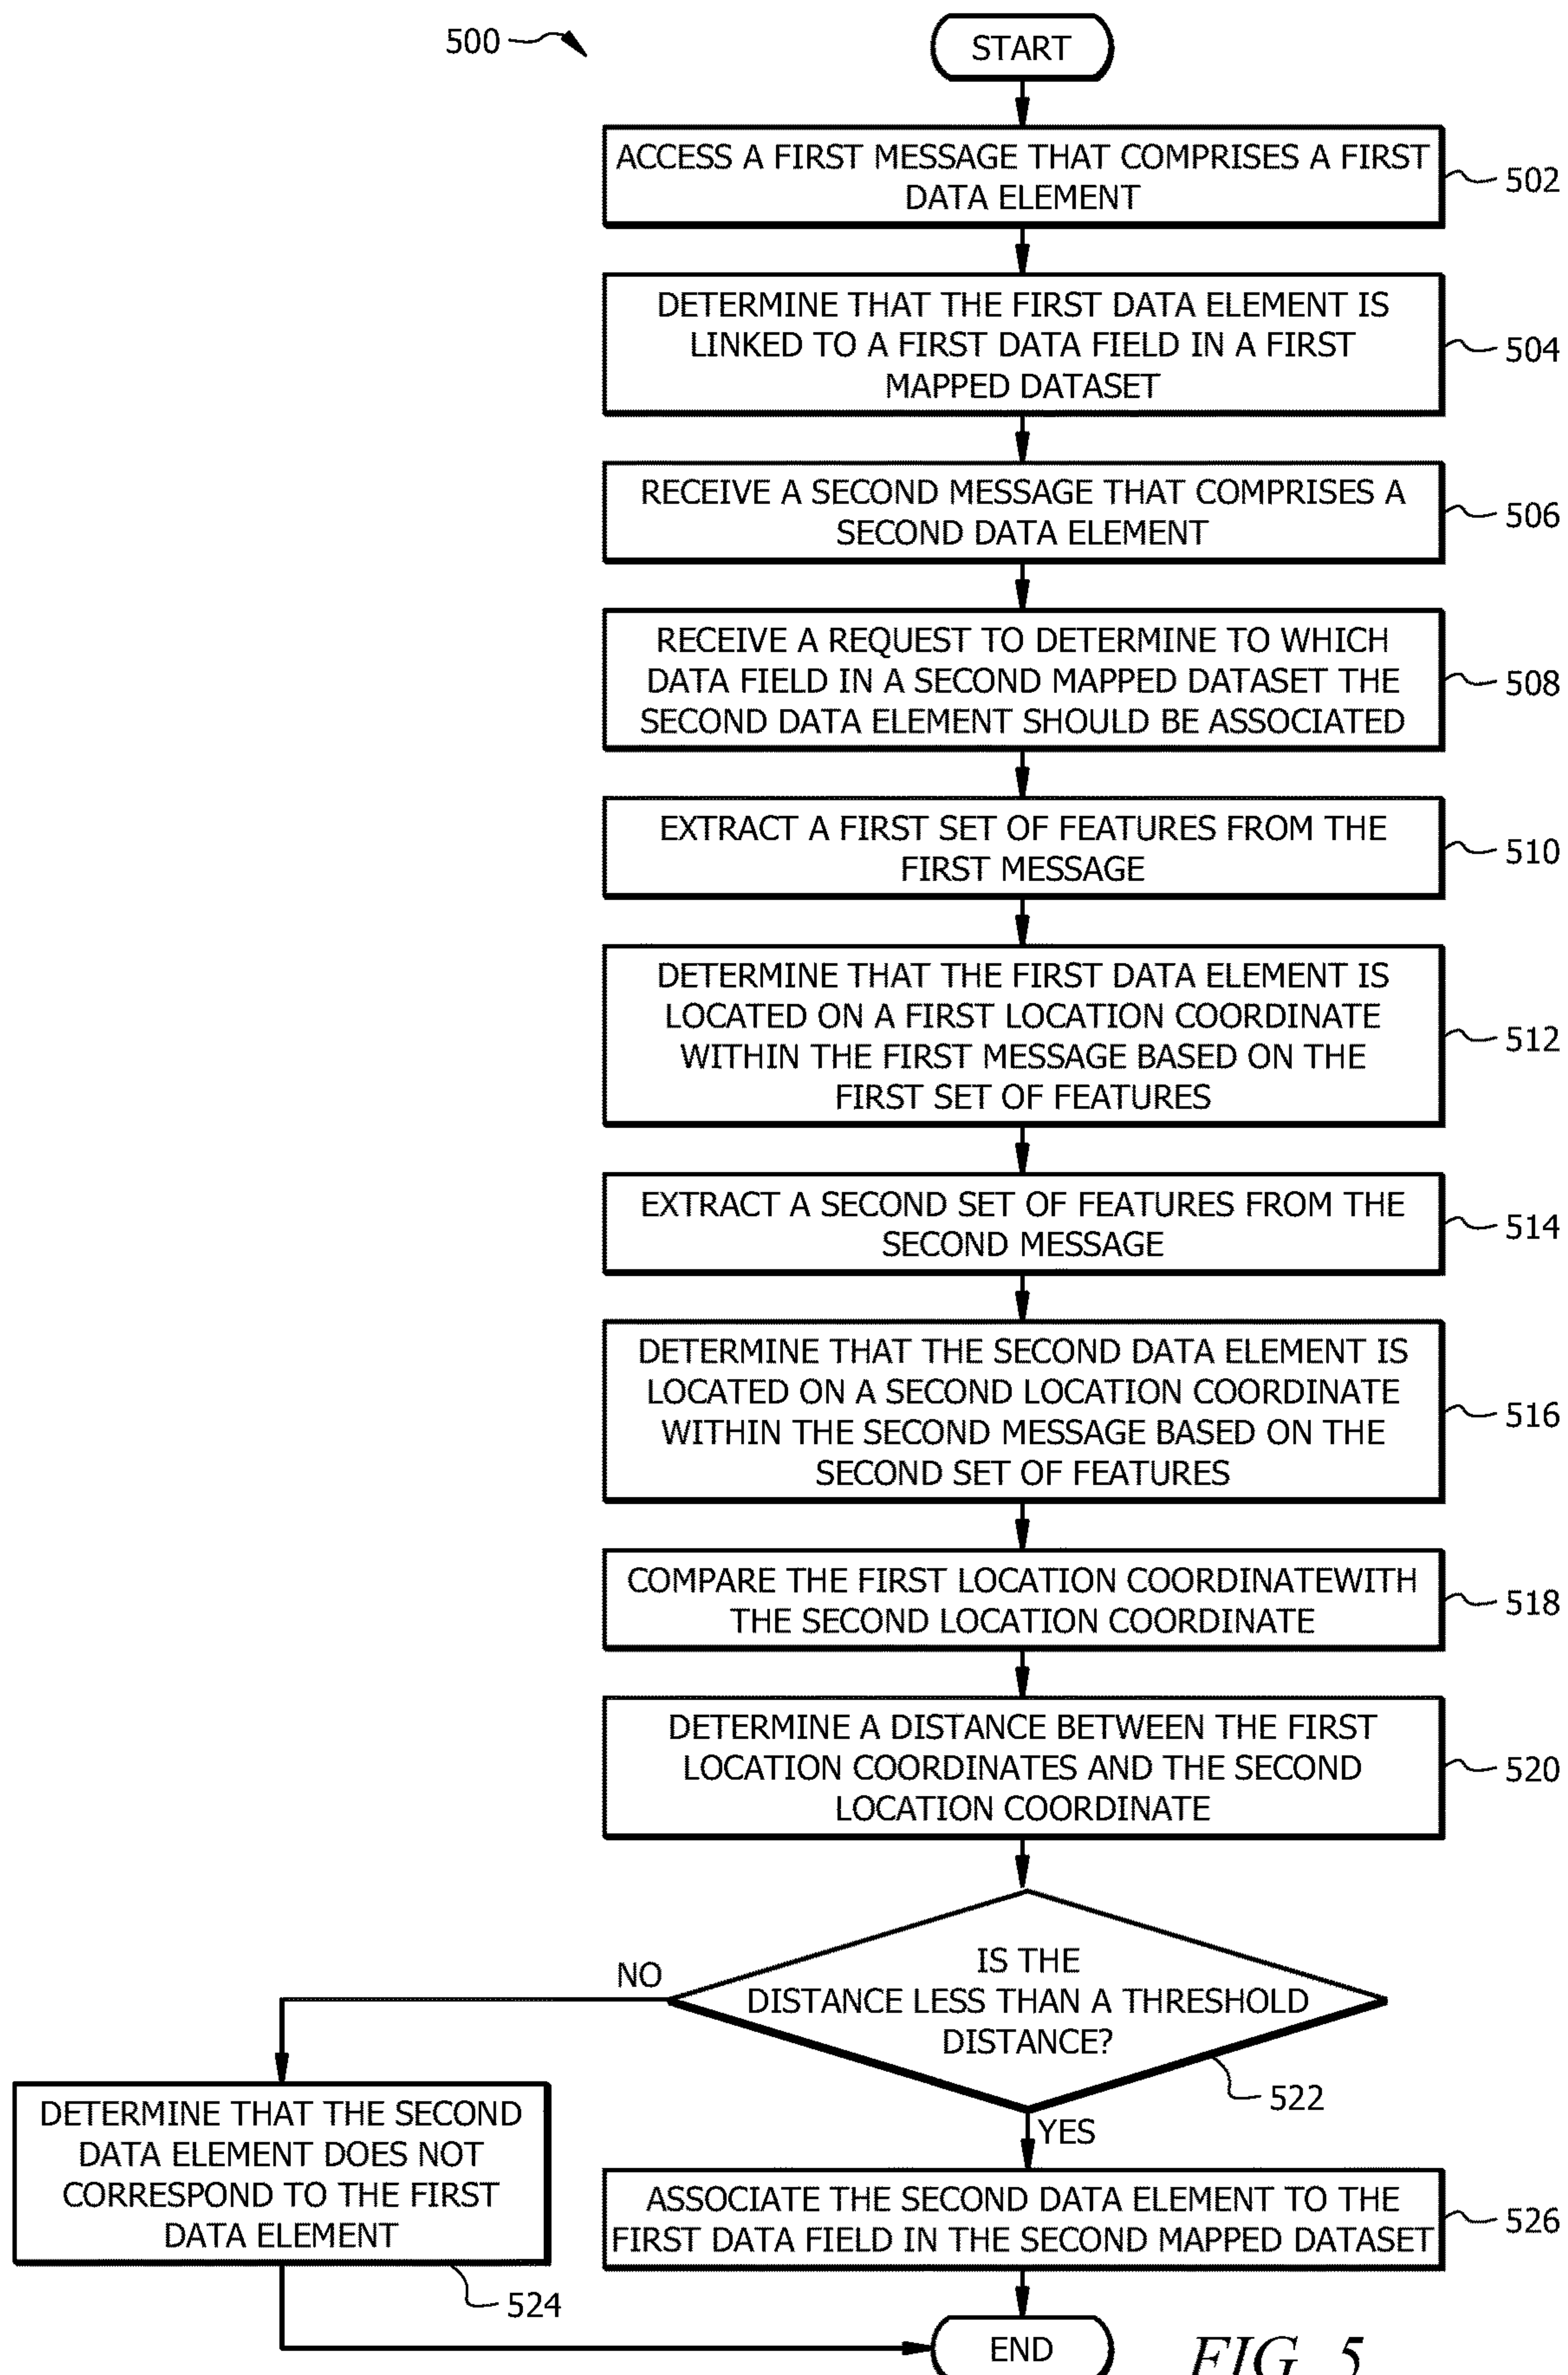 500
START
ACCESS A FIRST MESSAGE THAT COMPRISES A FIRST
DATA ELEMENT
502
DETERMINE THAT THE FIRST DATA ELEMENT IS
LINKED TO A FIRST DATA FIELD IN A FIRST
MAPPED DATASET
504
RECEIVE A SECOND MESSAGE THAT COMPRISES A
SECOND DATA ELEMENT
506
RECEIVE A REQUEST TO DETERMINE TO WHICH
DATA FIELD IN A SECOND MAPPED DATASET THE
SECOND DATA ELEMENT SHOULD BE ASSOCIATED
508
EXTRACT A FIRST SET OF FEATURES FROM THE
FIRST MESSAGE
510
DETERMINE THAT THE FIRST DATA ELEMENT IS
LOCATED ON A FIRST LOCATION COORDINATE
WITHIN THE FIRST MESSAGE BASED ON THE
FIRST SET OF FEATURES
512
EXTRACT A SECOND SET OF FEATURES FROM THE
SECOND MESSAGE
514
DETERMINE THAT THE SECOND DATA ELEMENT IS
LOCATED ON A SECOND LOCATION COORDINATE
WITHIN THE SECOND MESSAGE BASED ON THE
SECOND SET OF FEATURES
516
COMPARE THE FIRST LOCATION COORDINATEWITH
THE SECOND LOCATION COORDINATE
518
DETERMINE A DISTANCE BETWEEN THE FIRST
LOCATION COORDINATES AND THE SECOND
LOCATION COORDINATE
520
IS THE
DISTANCE LESS THAN A THRESHOLD
DISTANCE?
522
NO
YES
DETERMINE THAT THE SECOND
DATA ELEMENT DOES NOT
CORRESPOND TO THE FIRST
DATA ELEMENT
524
ASSOCIATE THE SECOND DATA ELEMENT TO THE
FIRST DATA FIELD IN THE SECOND MAPPED DATASET
526
END
FIG. 5